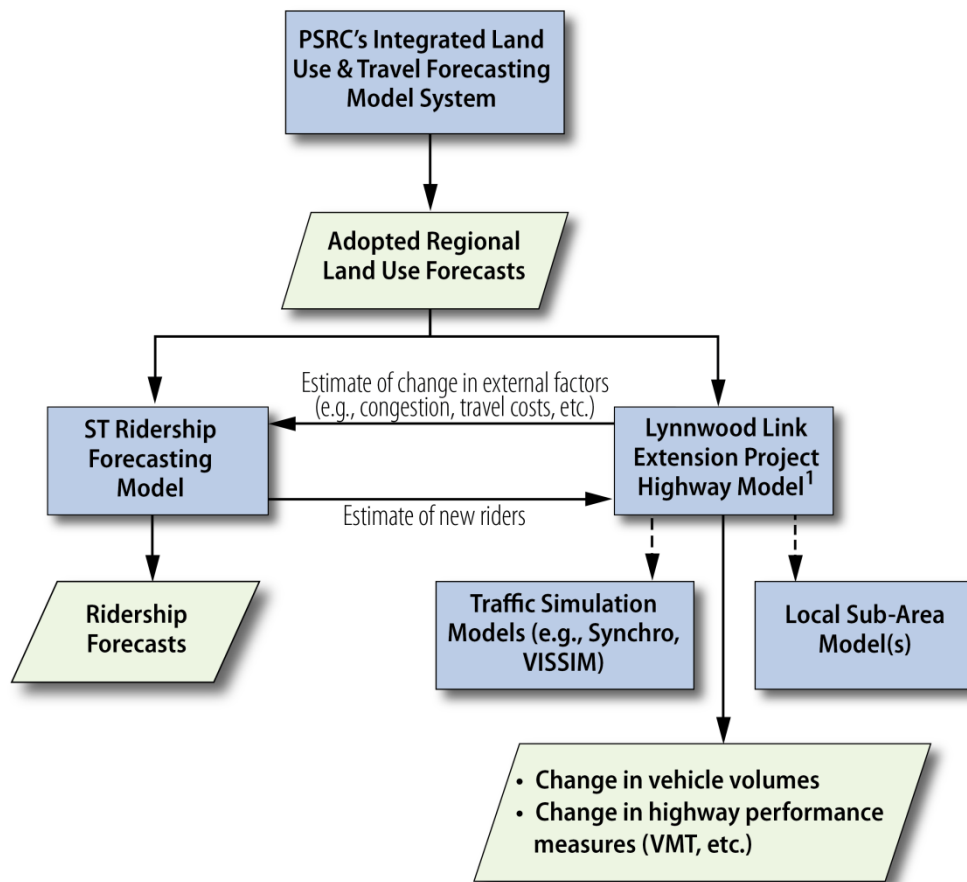 PSRC's Integrated Land
Use & Travel Forecasting
Model System
Adopted Regional
Land Use Forecasts
Estimate of change in external factors
(e.g., congestion, travel costs, etc.)
ST Ridership
Forecasting
Model
Lynnwood Link
Extension Project
Highway Model¹
Estimate of new riders
Ridership
Forecasts
Traffic Simulation
Models (e.g., Synchro,
VISSIM)
Local Sub-Area
Model(s)
• Change in vehicle volumes
• Change in highway performance
measures (VMT, etc.)